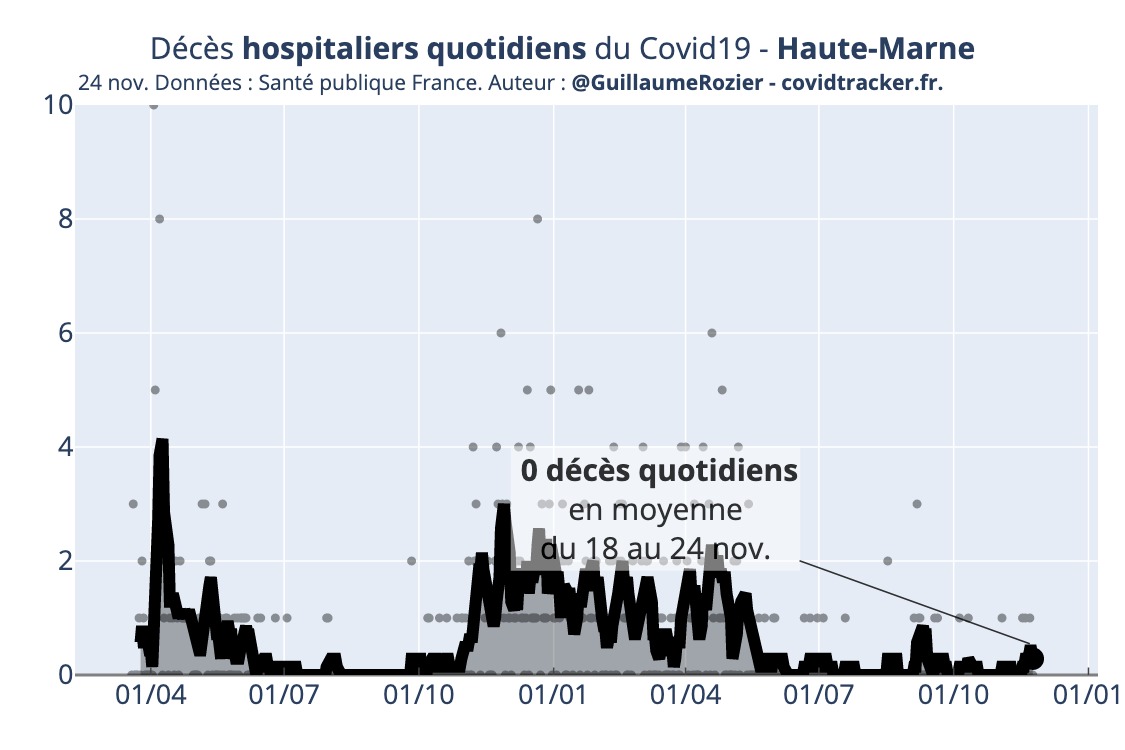 Décès hospitaliers quotidiens du Covid19 - Haute-Marne
24 nov. Données : Santé publique France. Auteur : @GuillaumeRozier - covidtracker.fr.
10
8
6
4
0 décès quotidiens
en moyenne
du 18 au 24 nov.
2
0
01/04 01/07 01/10 01/01 01/04 01/07 01/10 01/01